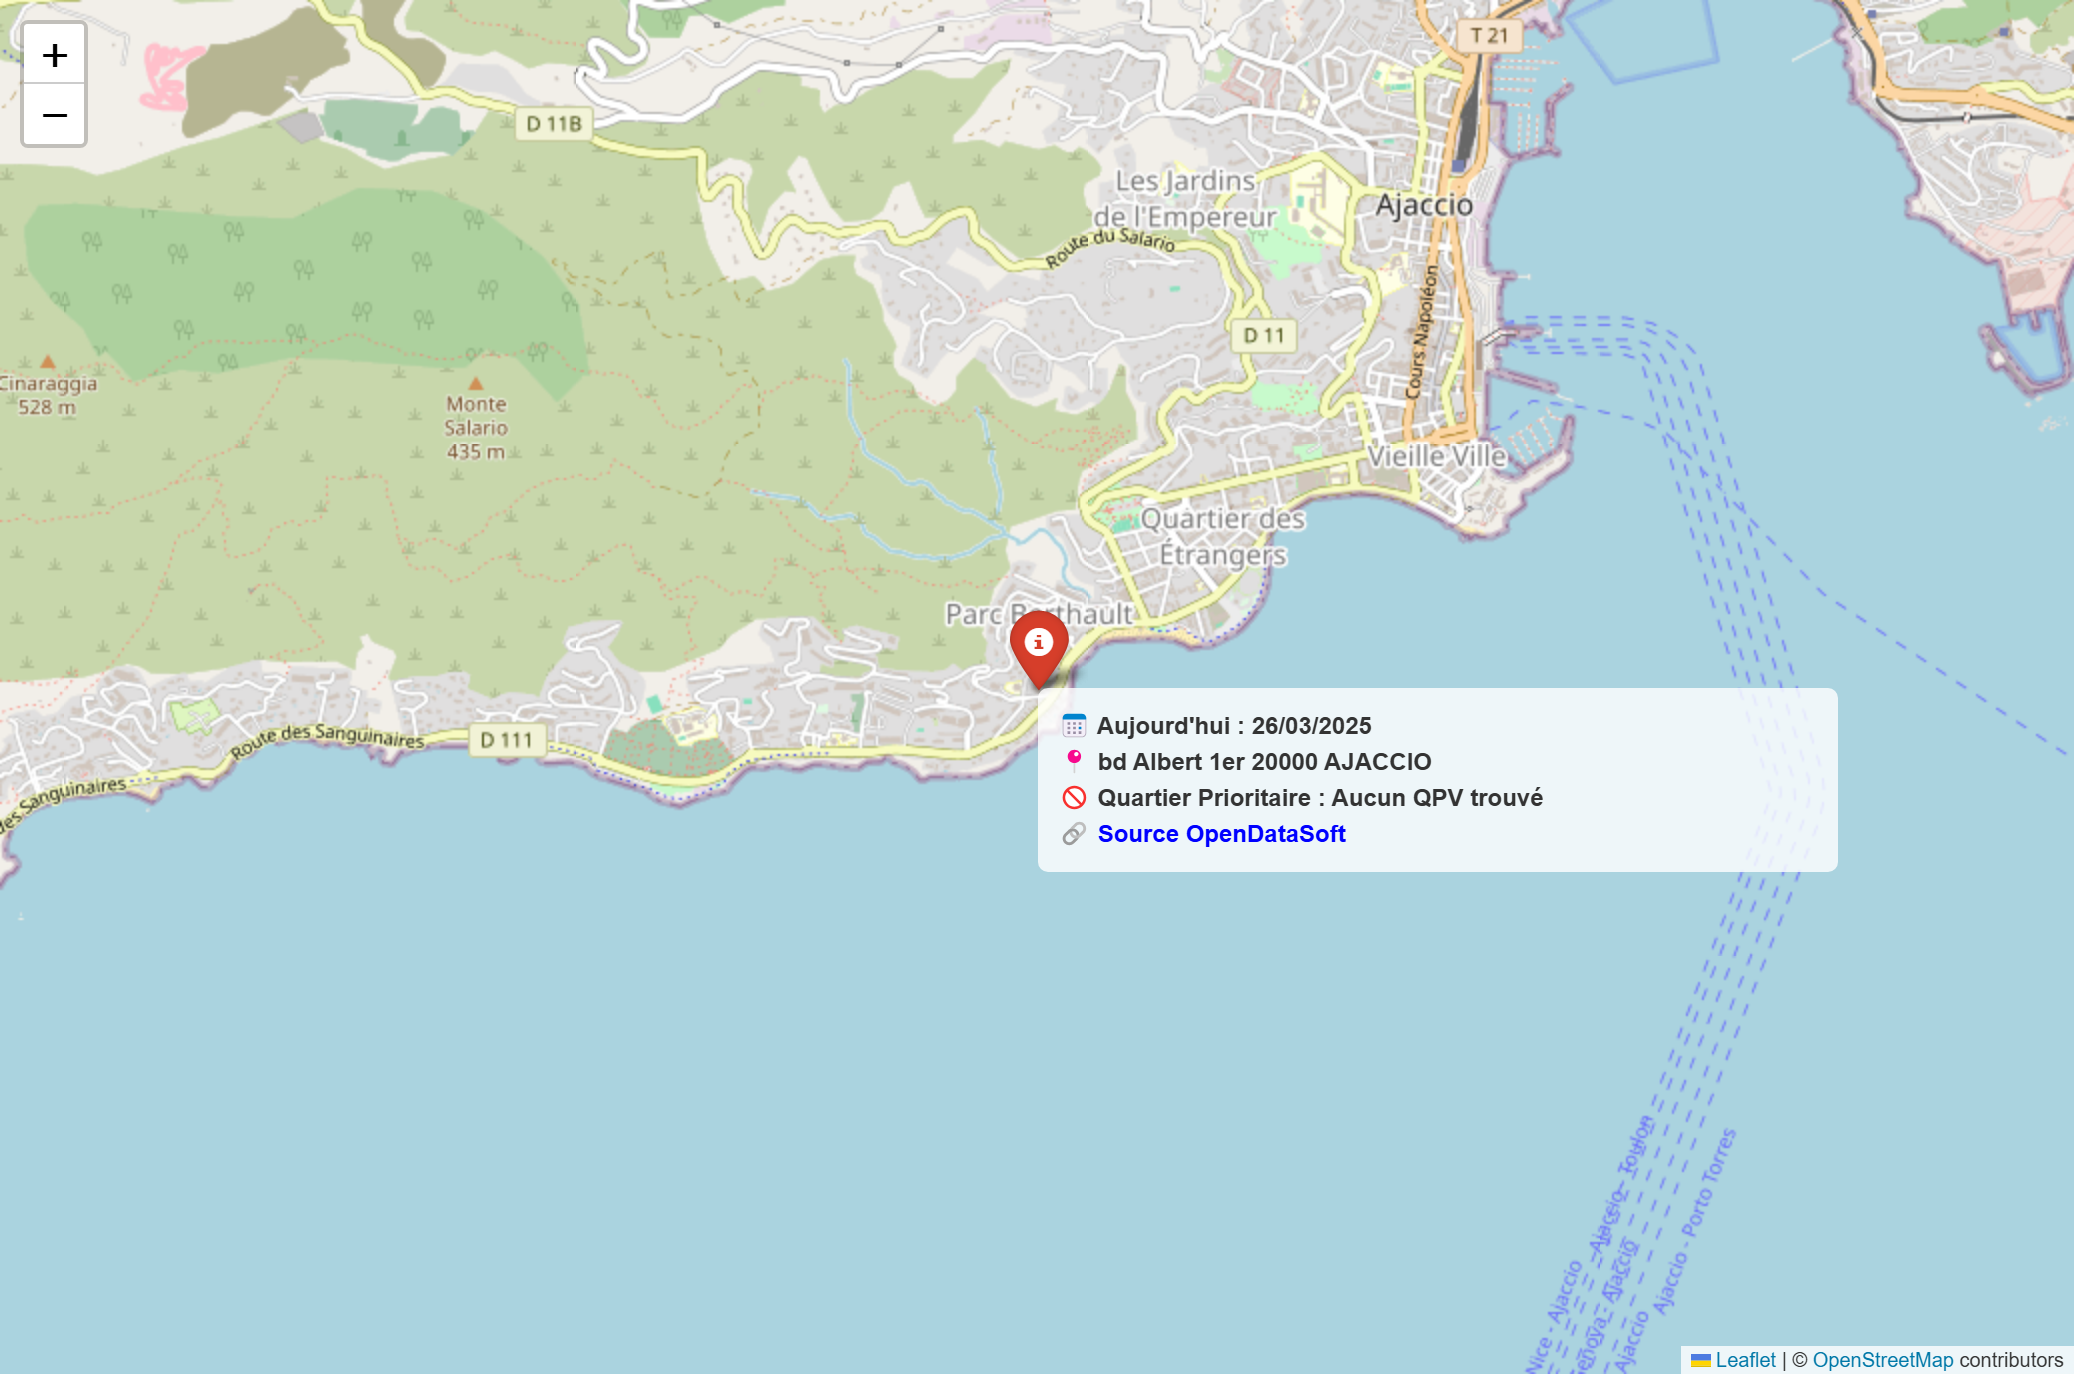 +
−
T 21
D 11B
Les Jardins
de l'Empereur
Ajaccio
Route du Salario
D 11
Cours Napoléon
Cinaraggia
528 m
Monte
Salario
435 m
Vieille Ville
Quartier des
Étrangers
Parc Berthault
Route des Sanguinaires
D 111
des Sanguinaires
Aujourd'hui : 26/03/2025
bd Albert 1er 20000 AJACCIO
Quartier Prioritaire : Aucun QPV trouvé
Source OpenDataSoft
Ajaccio - Toulon
Ajaccio - Porto Torres
Nice - Ajaccio
Ajaccio
Ajaccio
Leaflet | © OpenStreetMap contributors